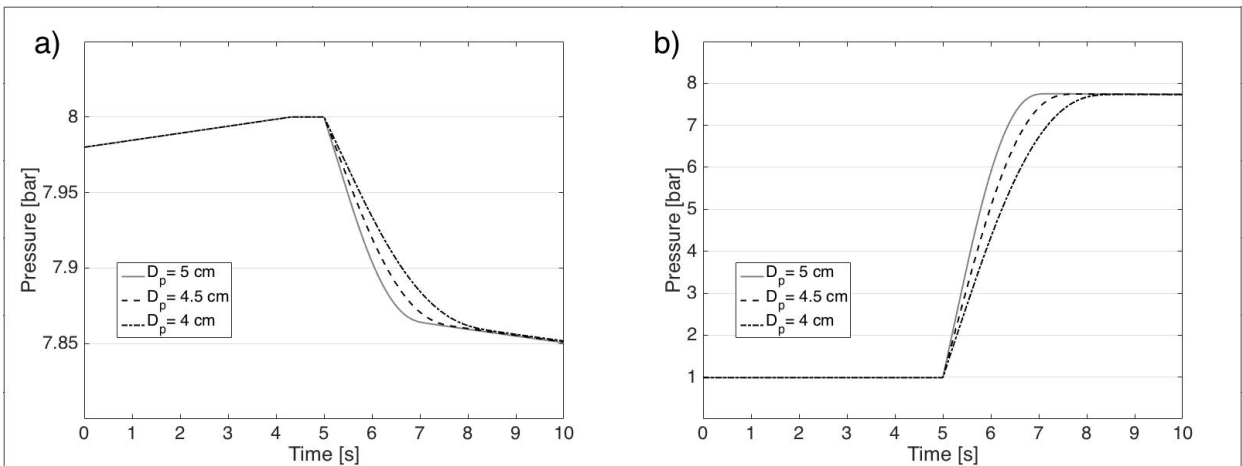 a)
Pressure [bar]
8
7.95
7.9
7.85
D_p= 5 cm
D_p= 4.5 cm
D_p= 4 cm
0 1 2 3 4 5 6 7 8 9 10
Time [s]
b)
Pressure [bar]
8
7
6
5
4
3
2
1
D_p= 5 cm
D_p= 4.5 cm
D_p= 4 cm
0 1 2 3 4 5 6 7 8 9 10
Time [s]